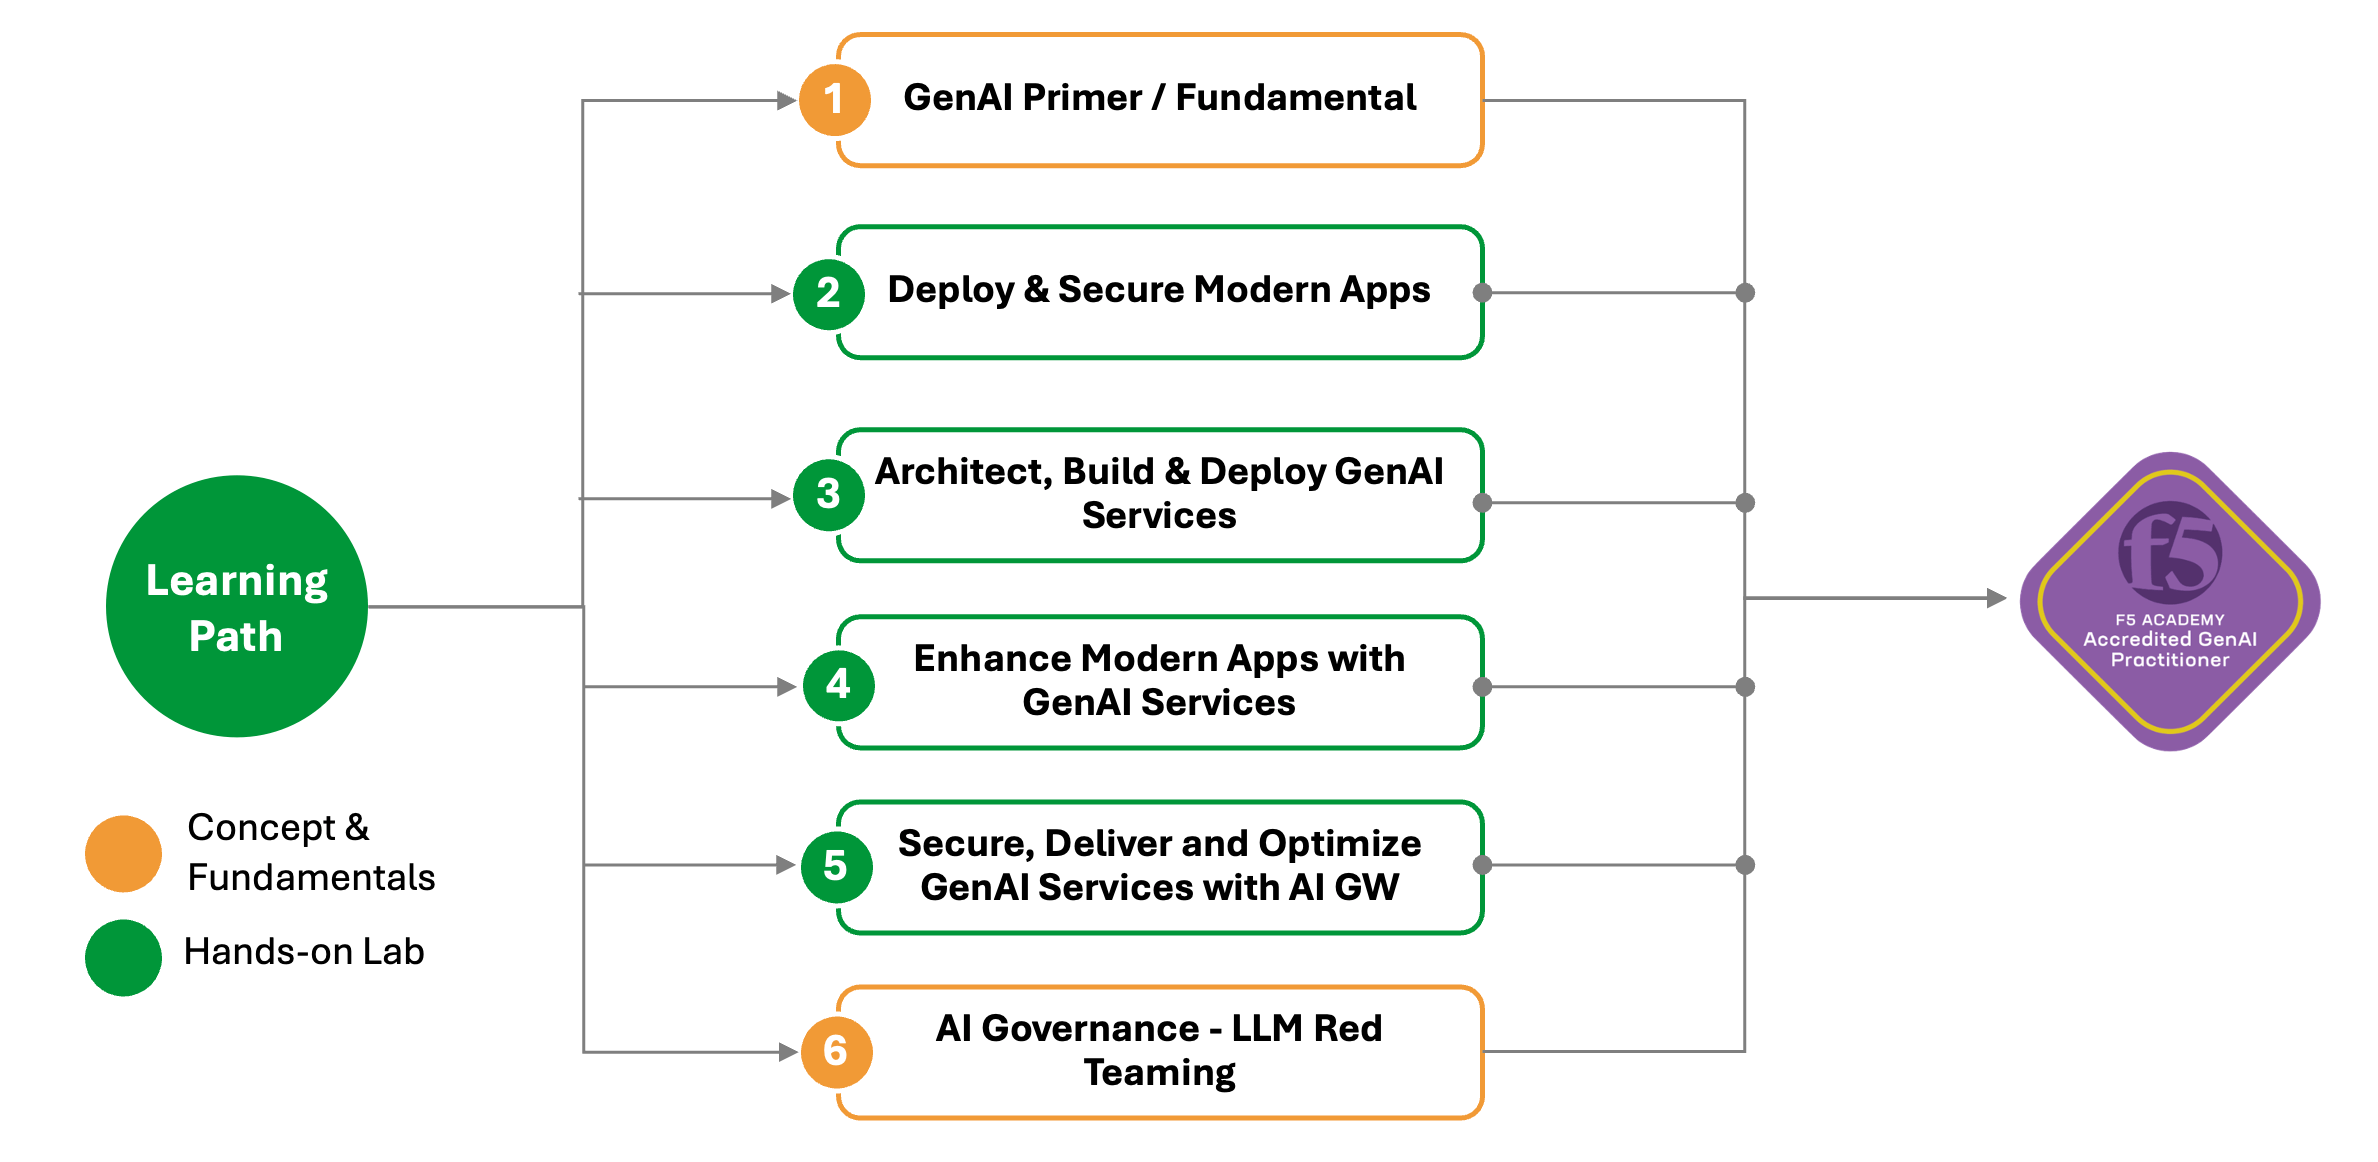 1
GenAI Primer / Fundamental
2
Deploy & Secure Modern Apps
3
Architect, Build & Deploy GenAI
Services
Learning
Path
4
Enhance Modern Apps with
GenAI Services
5
Secure, Deliver and Optimize
GenAI Services with AI GW
6
AI Governance - LLM Red
Teaming
Concept &
Fundamentals
Hands-on Lab
f5
F5 ACADEMY
Accredited GenAI
Practitioner